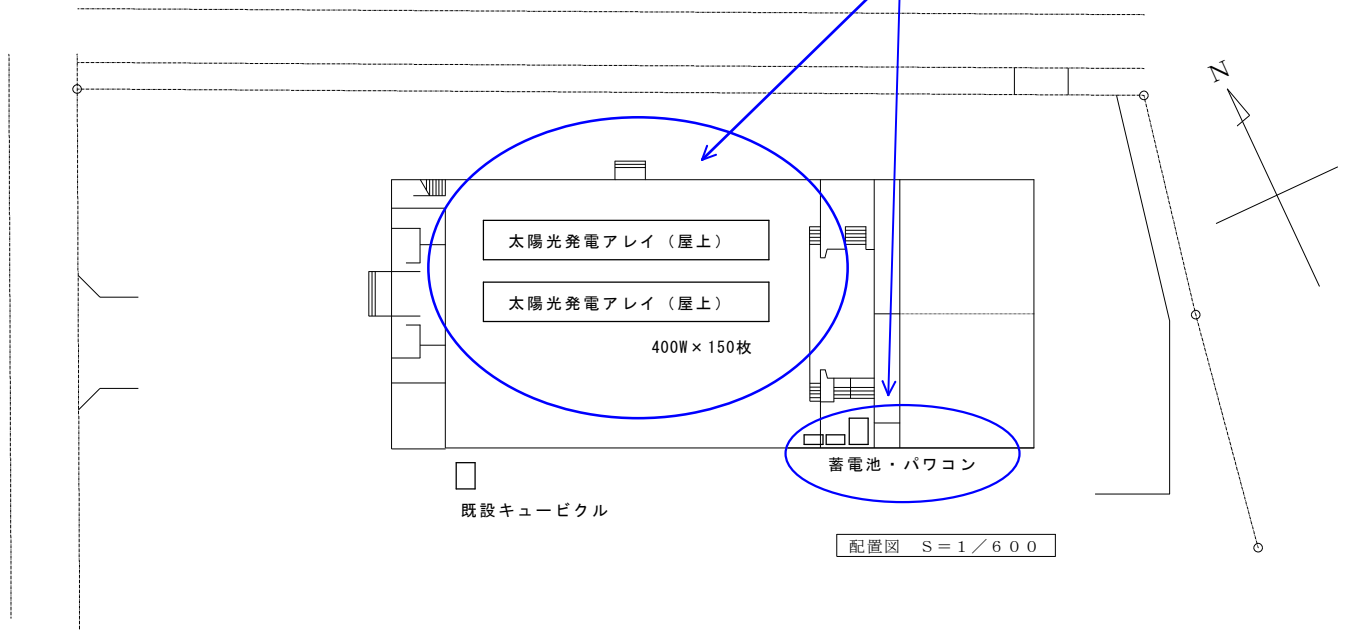 N
太陽光発電アレイ（屋上）
太陽光発電アレイ（屋上）
400W×150枚
蓄電池・パワコン
既設キュービクル
配置図　Ｓ＝１／６００